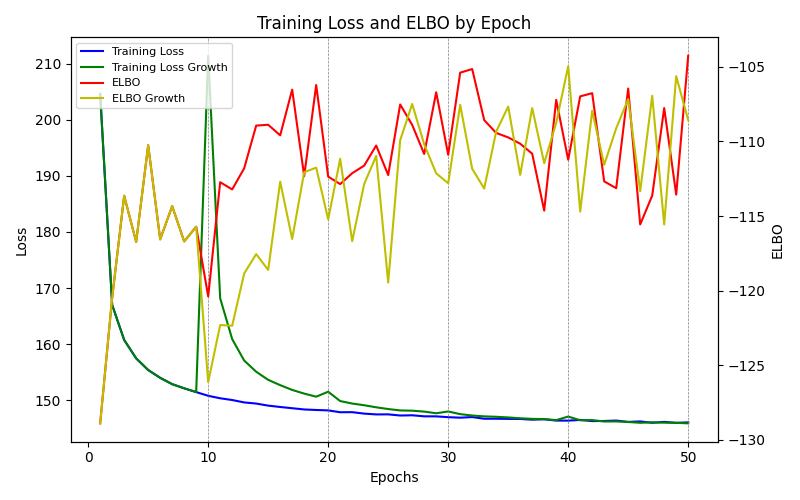 Training Loss and ELBO by Epoch
Training Loss
Training Loss Growth
ELBO
ELBO Growth
Loss
210
200
190
180
170
160
150
−105
−110
−115
−120
−125
−130
ELBO
0 10 20 30 40 50
Epochs